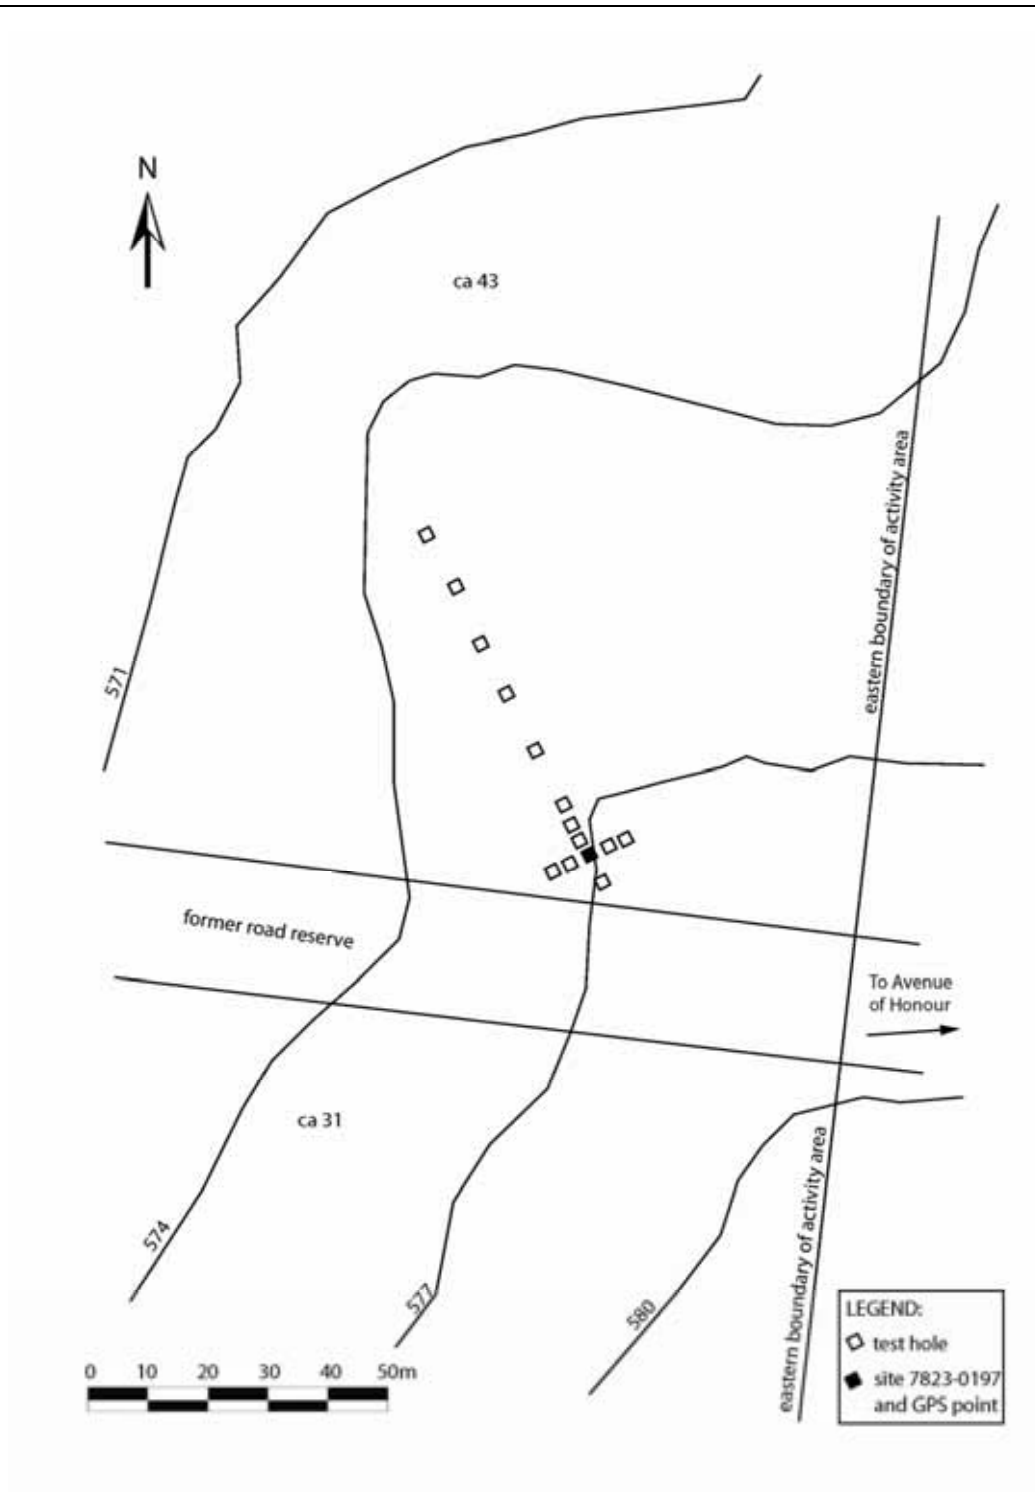 N
ca 43
eastern boundary of activity area
571
former road reserve
To Avenue
of Honour
ca 31
574
577
580
eastern boundary of activity area
0 10 20 30 40 50m
LEGEND:
test hole
site 7823-0197
and GPS point